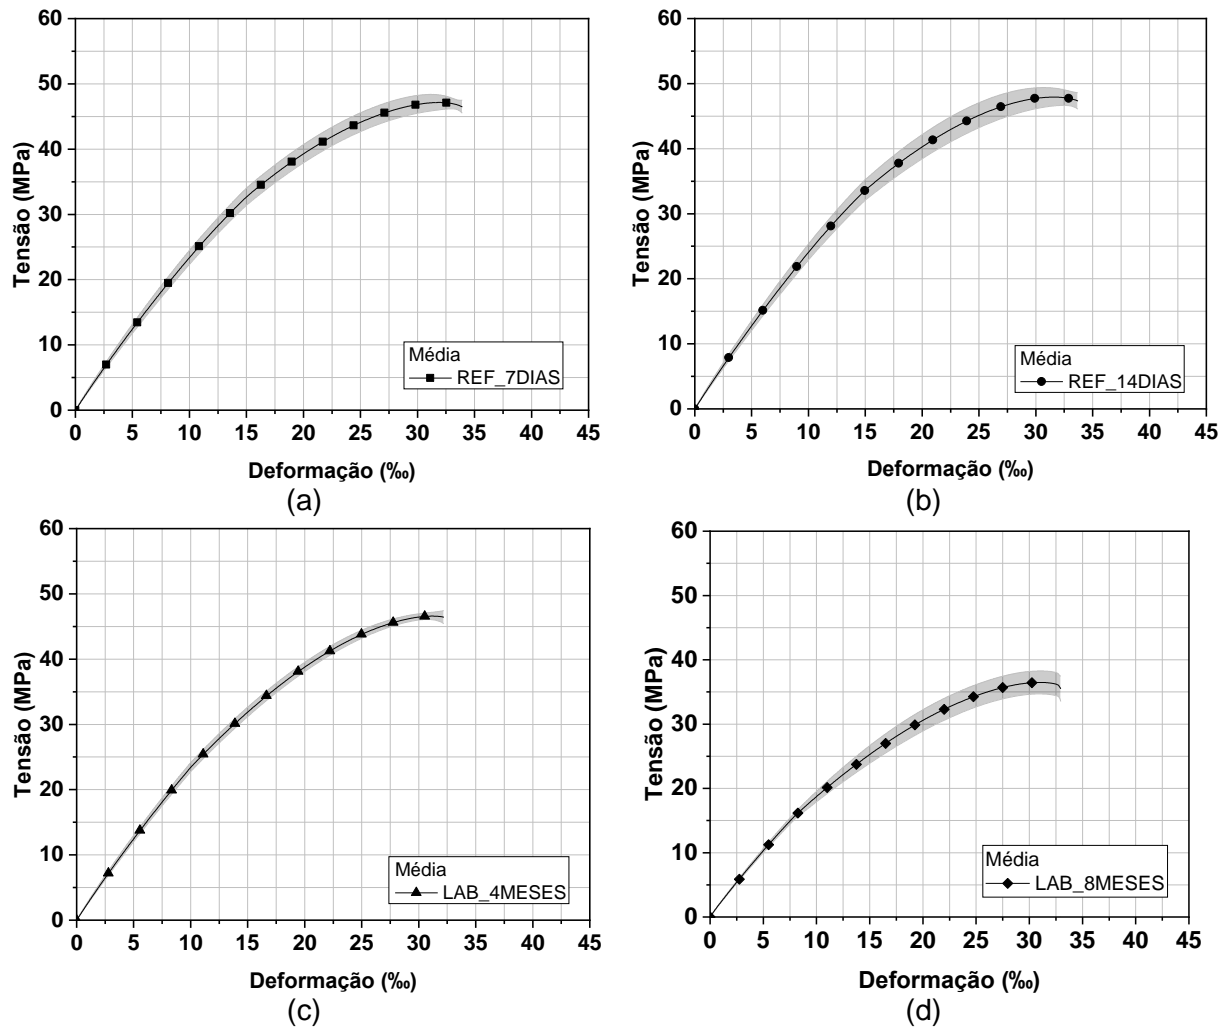 60
50
40
30
20
10
0
Tensão (MPa)
Média
REF_7DIAS
0 5 10 15 20 25 30 35 40 45
Deformação (‰)
(a)
60
50
40
30
20
10
0
Tensão (MPa)
Média
REF_14DIAS
0 5 10 15 20 25 30 35 40 45
Deformação (‰)
(b)
60
50
40
30
20
10
0
Tensão (MPa)
Média
LAB_4MESES
0 5 10 15 20 25 30 35 40 45
Deformação (‰)
(c)
60
50
40
30
20
10
0
Tensão (MPa)
Média
LAB_8MESES
0 5 10 15 20 25 30 35 40 45
Deformação (‰)
(d)